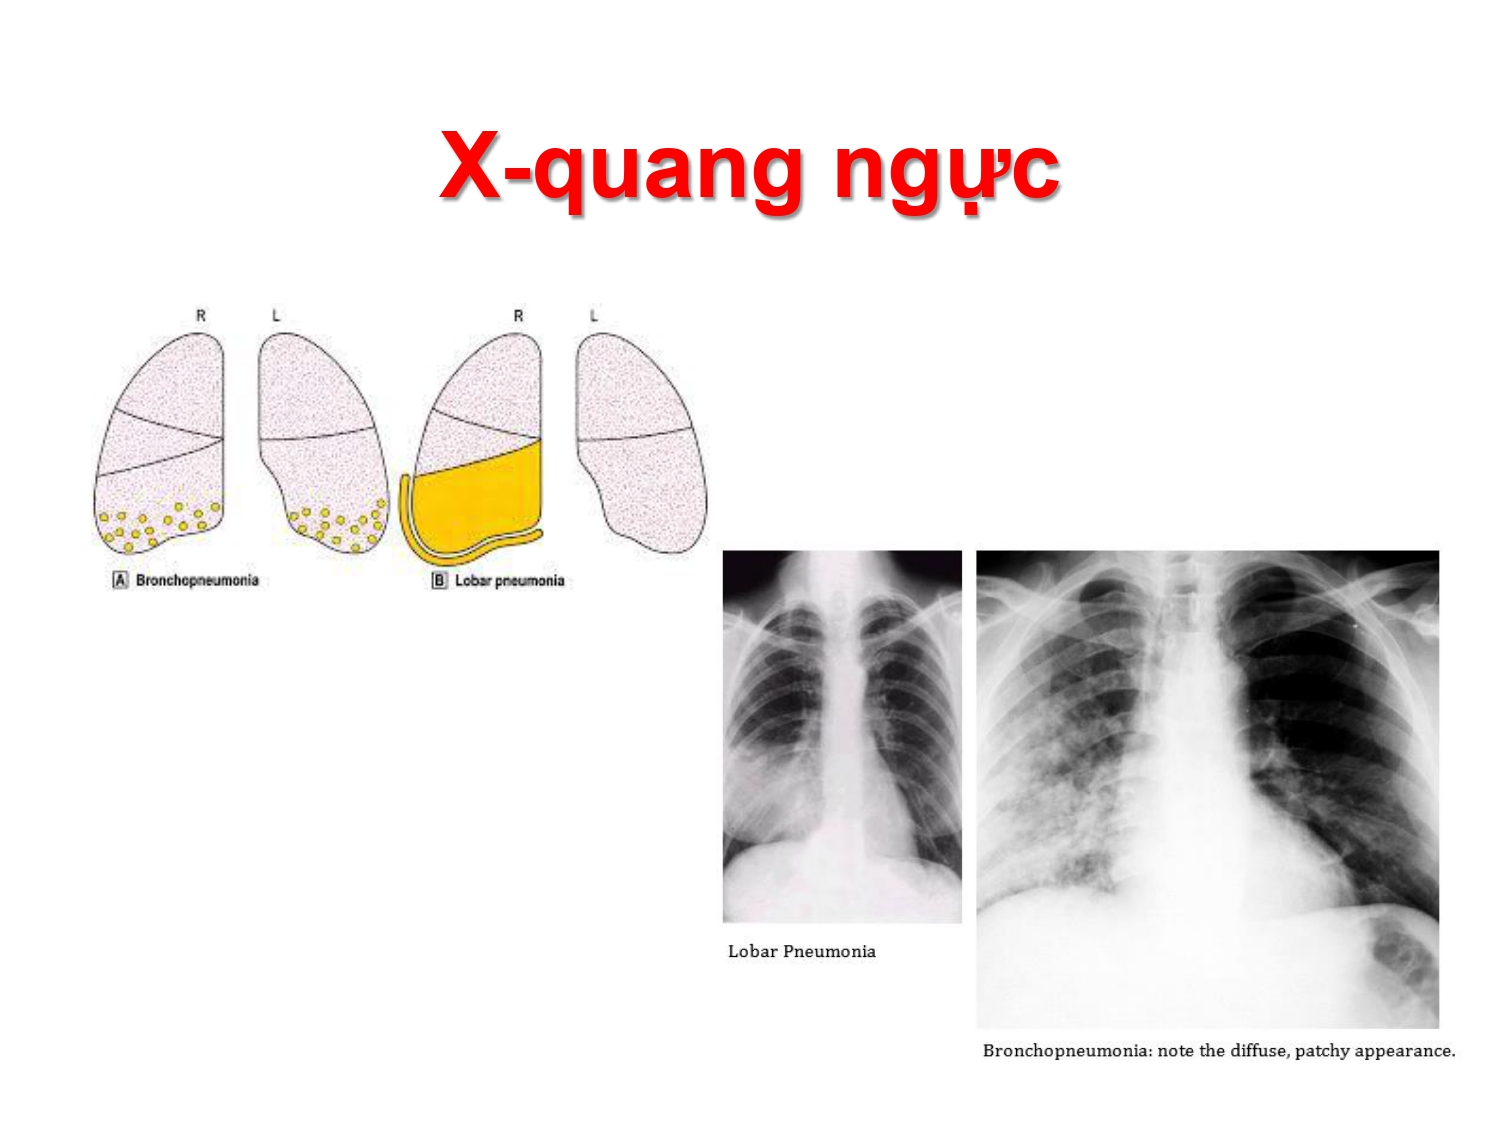 X-quang ngực
R L R L
A Bronchopneumonia B Lobar pneumonia
Lobar Pneumonia
Bronchopneumonia: note the diffuse, patchy appearance.